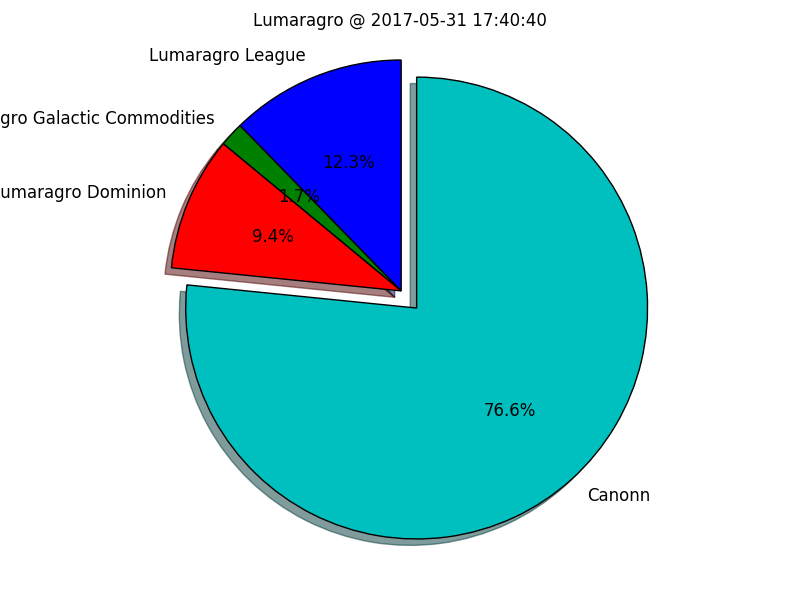 Lumaragro @ 2017-05-31 17:40:40
Lumaragro League
gro Galactic Commodities
12.3%
umaragro Dominion
1.7%
9.4%
76.6%
Canonn